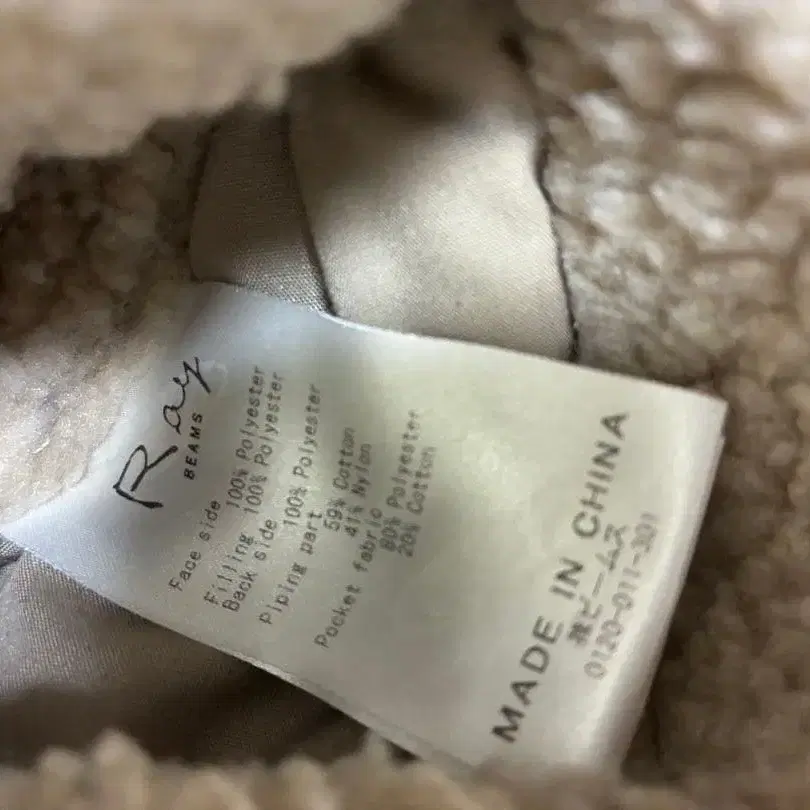 Ray
BEAMS
Face side
100% Polyester
Filling 100% Polyester
Back side
100% Polyester
Piping part
59% Cotton
41% Nylon
Pocket fabric
80% Polyester
20% Cotton
MADE IN CHINA
㈱ビームス
0120-011-301